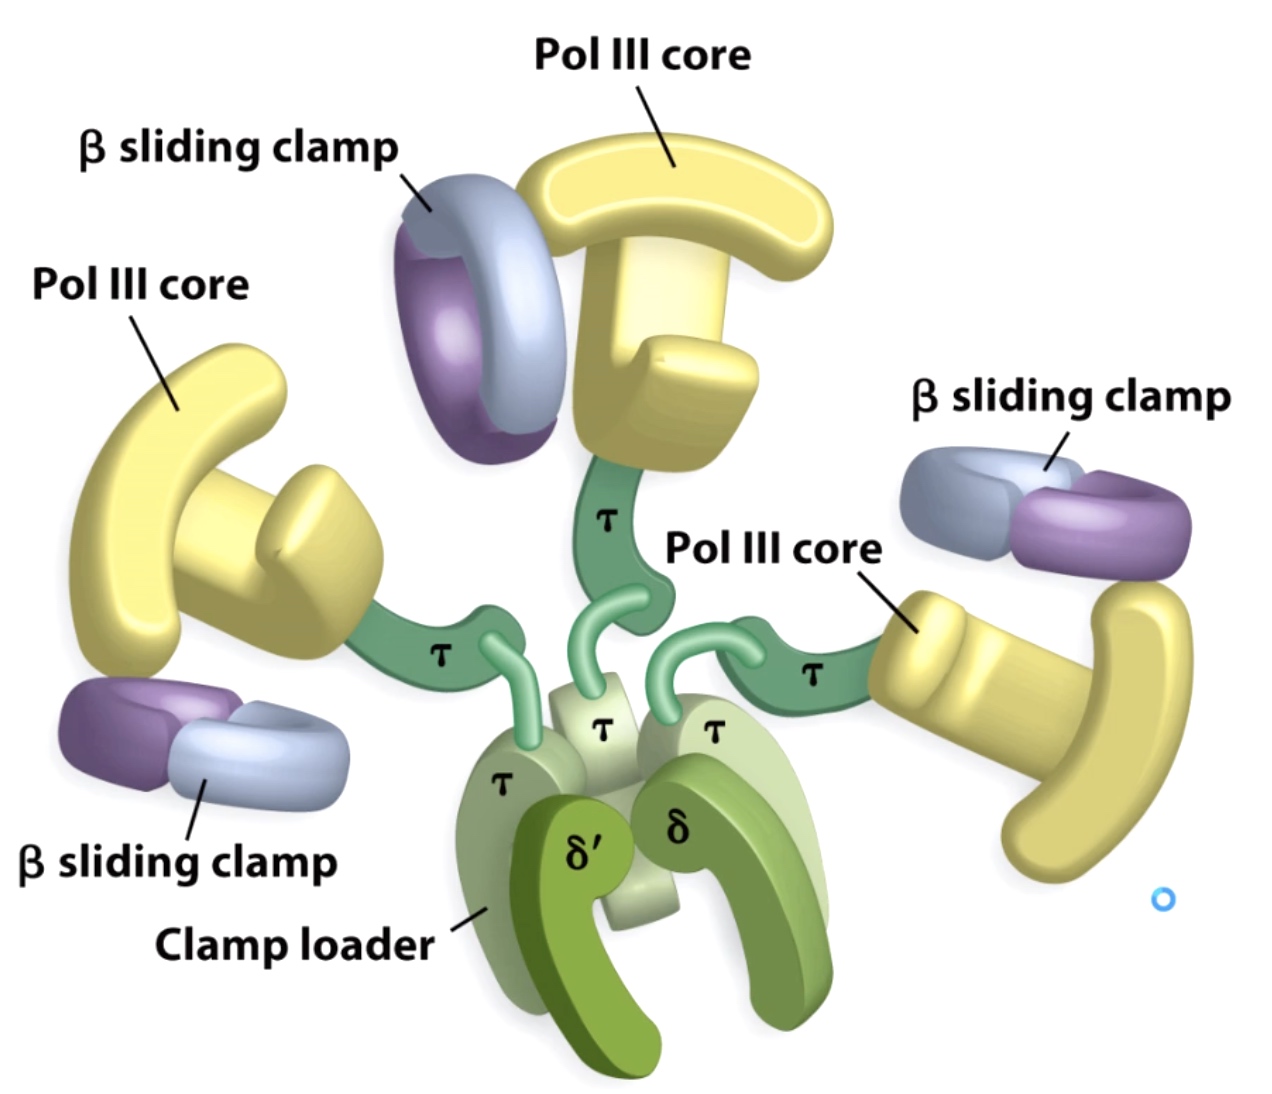 Pol III core
β sliding clamp
Pol III core
β sliding clamp
τ
Pol III core
τ
τ
τ
τ
τ
δ′
δ
β sliding clamp
Clamp loader